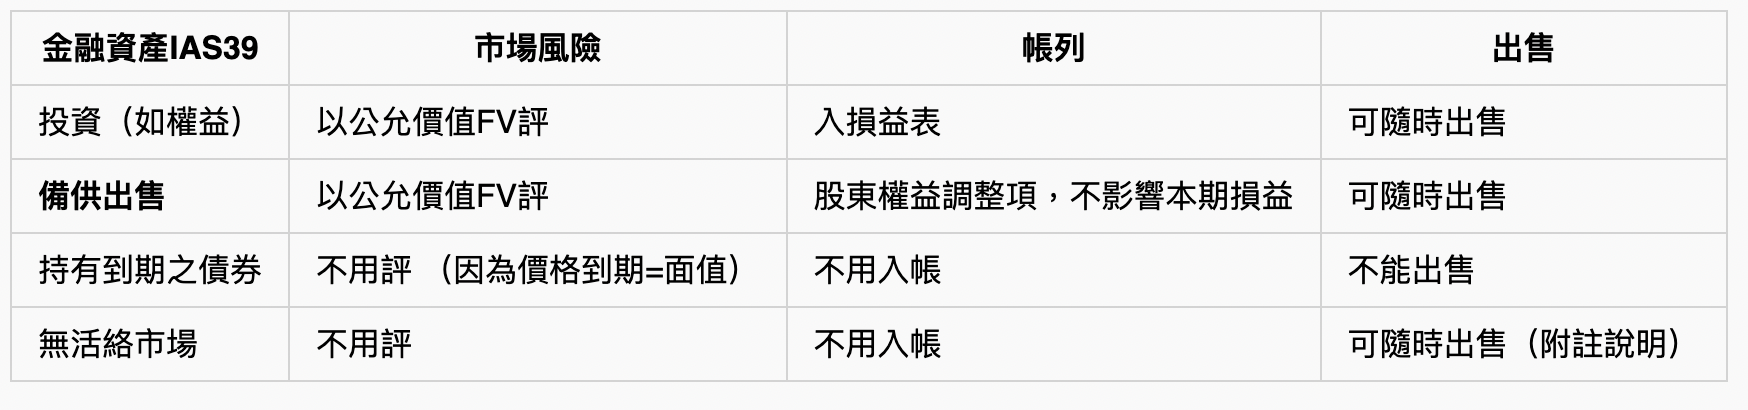 金融資產IAS39 市場風險 帳列 出售
投資（如權益） 以公允價值FV評 入損益表 可隨時出售
備供出售 以公允價值FV評 股東權益調整項，不影響本期損益 可隨時出售
持有到期之債券 不用評 （因為價格到期=面值） 不用入帳 不能出售
無活絡市場 不用評 不用入帳 可隨時出售（附註說明）